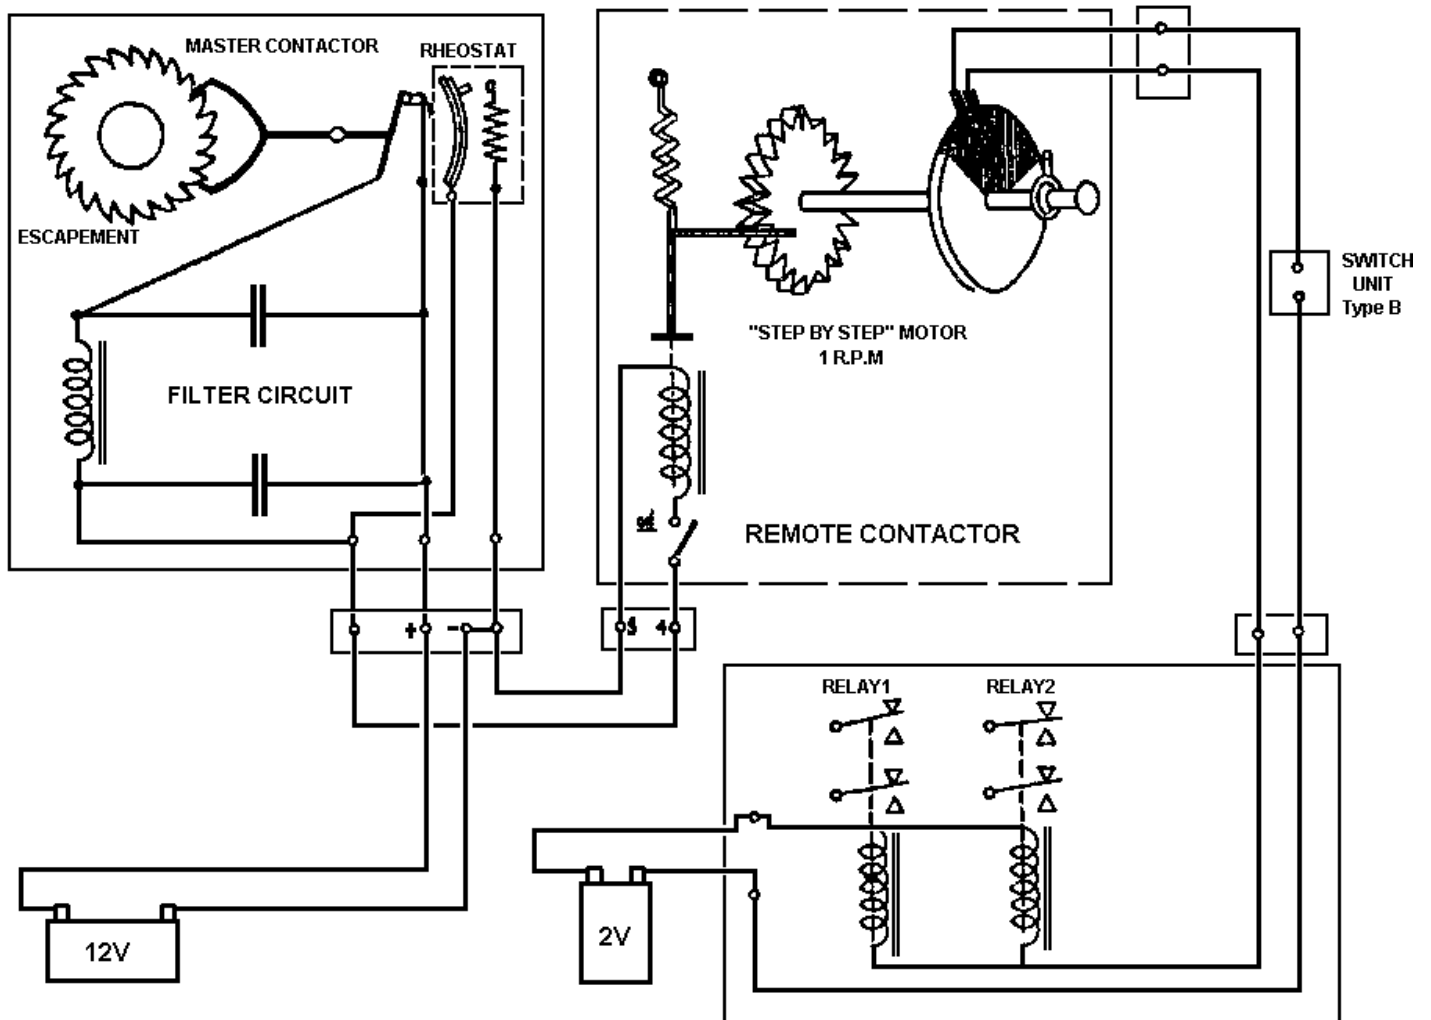 MASTER CONTACTOR
RHEOSTAT
ESCAPEMENT
FILTER CIRCUIT
"STEP BY STEP" MOTOR
1 R.P.M
REMOTE CONTACTOR
SWITCH
UNIT
Type B
+ -
4
RELAY1 RELAY2
12V
2V